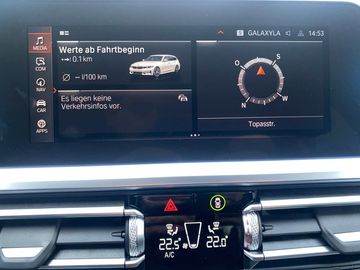 GALAXYLA 14:53
MEDIA
COM
NAV
CAR
APPS
Werte ab Fahrtbeginn
0.1 km
Ø -- l/100 km
Es liegen keine
Verkehrsinfos vor.
O
S
N
W
Topasstr.
22.5° 22.0°
A/C